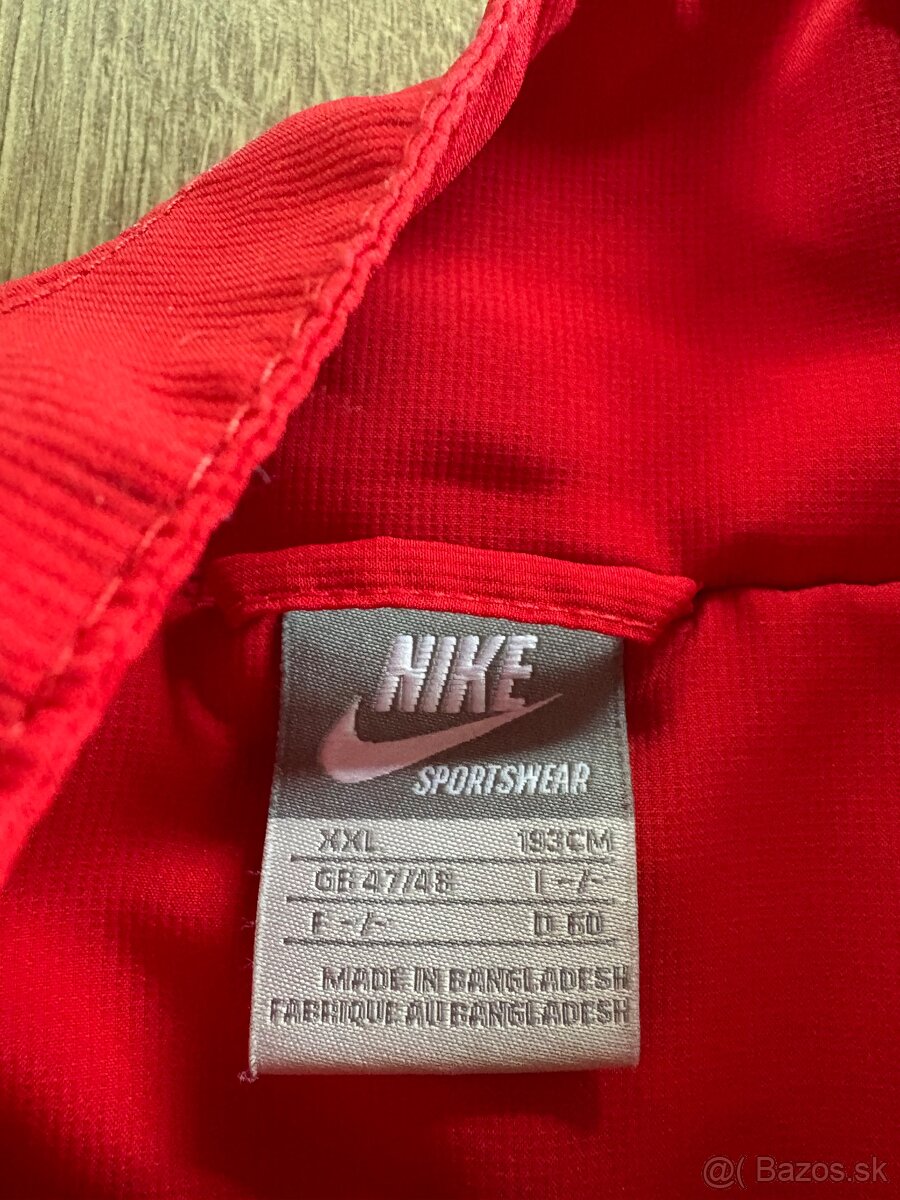 NIKE
SPORTSWEAR
XXL 193CM
GB 47/48 I -/-
F -/- D 60
MADE IN BANGLADESH
FABRIQUE AU BANGLADESH
@( Bazos.sk